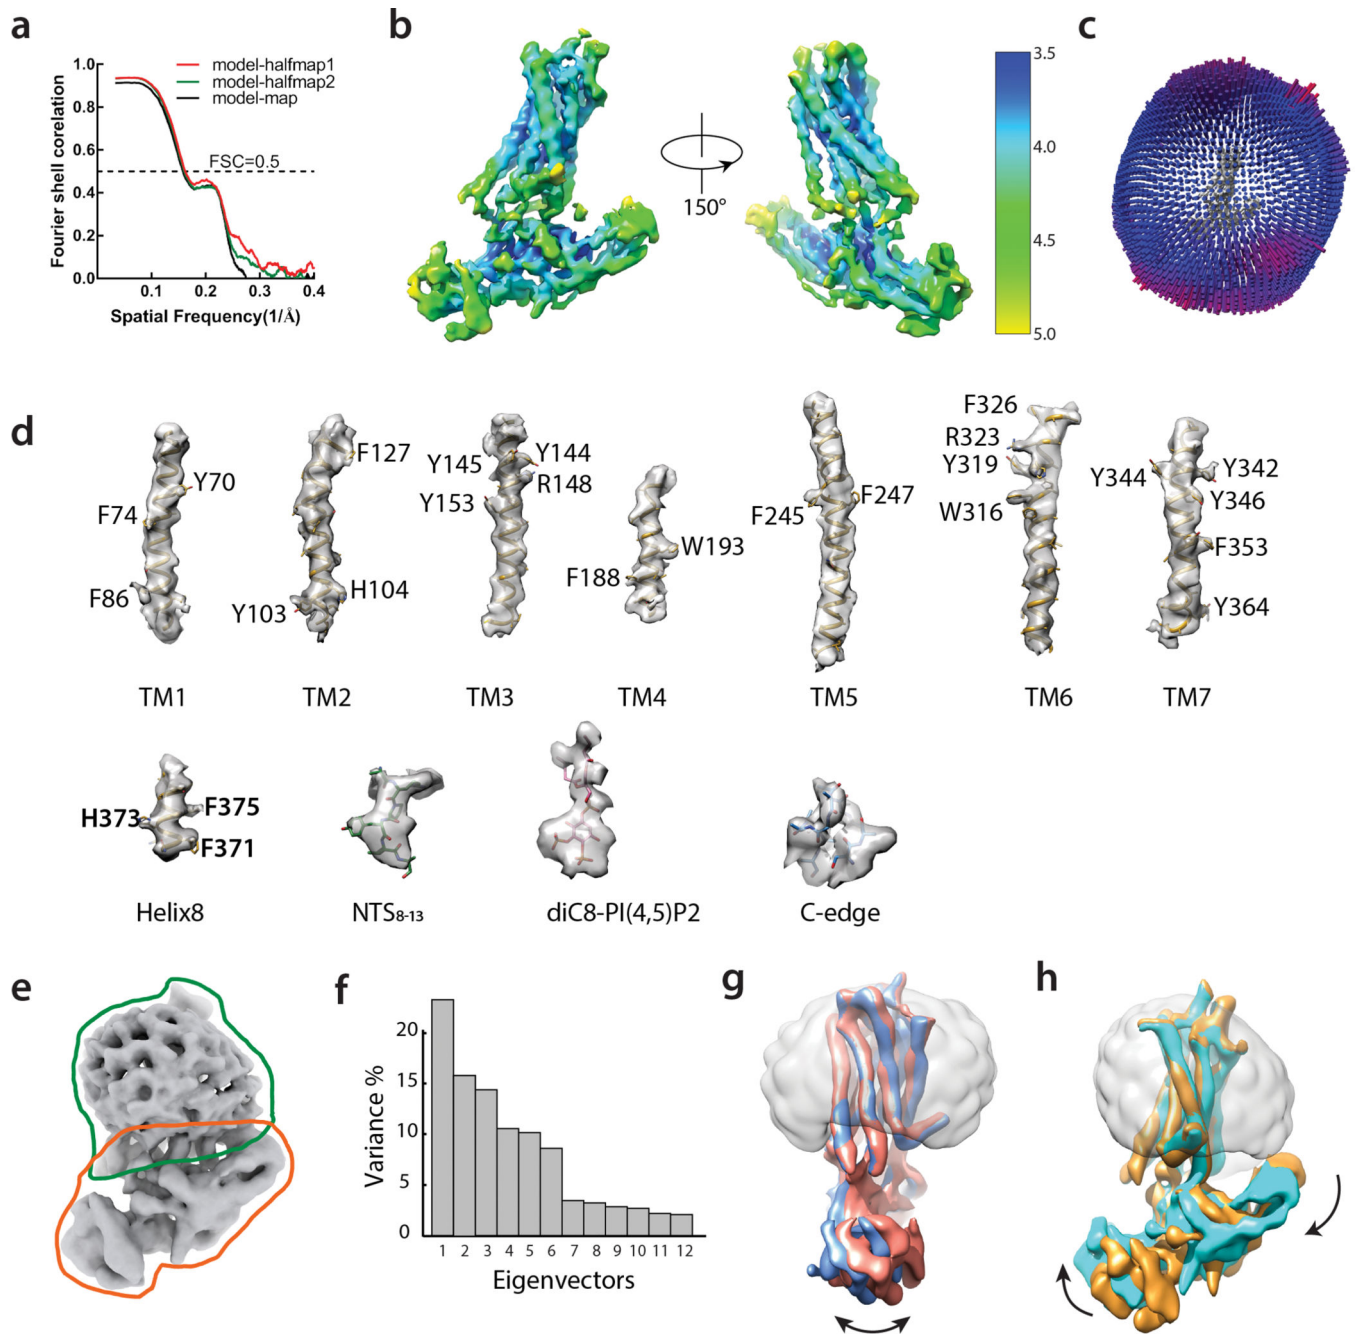 a
1.0
0.8
0.6
0.4
0.2
0.0
Fourier shell corelation
model-halfmap1
model-halfmap2
model-map
FSC=0.5
0.1 0.2 0.3 0.4
Spatial Frequency(1/Å)
b
150°
3.5
4.0
4.5
5.0
c
d
Y70
F74
F86
TM1
F127
H104
Y103
TM2
Y145
Y144
R148
Y153
TM3
W193
F188
TM4
F247
F245
TM5
F326
R323
Y319
W316
TM6
Y344
Y342
Y346
F353
Y364
TM7
H373
F375
F371
Helix8
NTS8-13
diC8-PI(4,5)P2
C-edge
e
f
20
15
10
5
0
Variance %
1 2 3 4 5 6 7 8 9 10 11 12
Eigenvectors
g
h